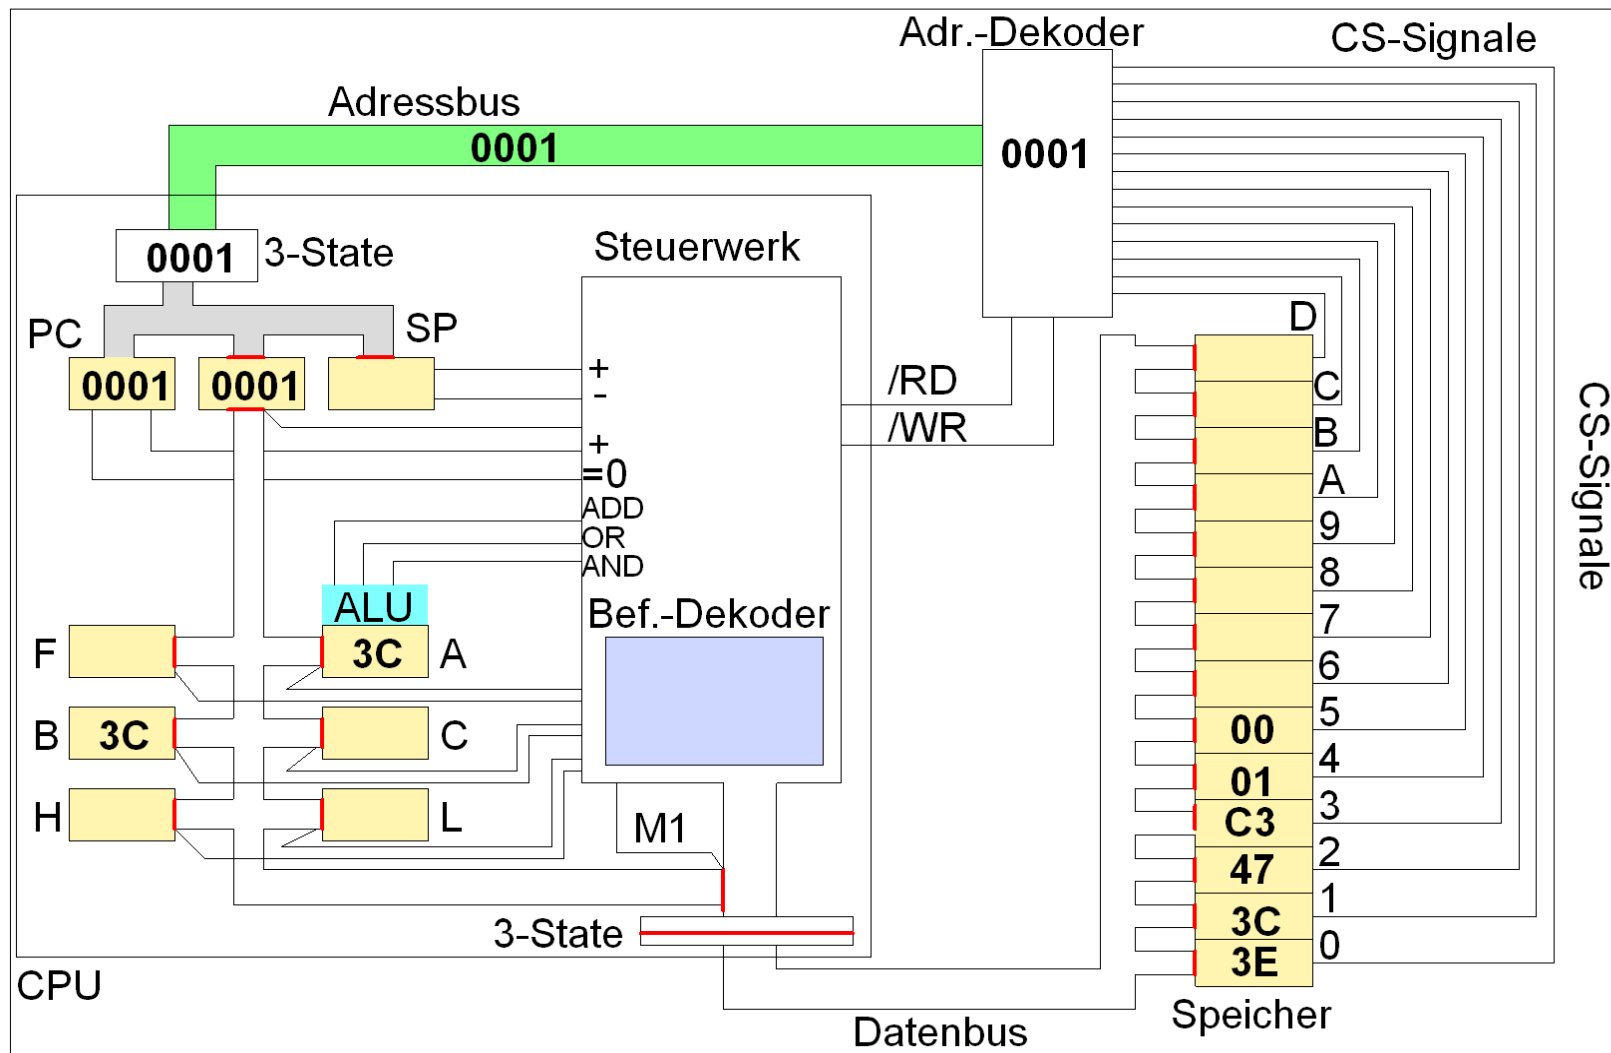 Adr.-Dekoder
CS-Signale
Adressbus
0001
0001
0001
3-State
Steuerwerk
PC
SP
0001
0001
+
-
/RD
/WR
+
=0
ADD
OR
AND
ALU
Bef.-Dekoder
F
3C
A
B
3C
C
H
L
M1
3-State
CPU
Datenbus
D
C
B
A
9
8
7
6
5
00
4
01
3
C3
2
47
1
3C
0
3E
Speicher
CS-Signale